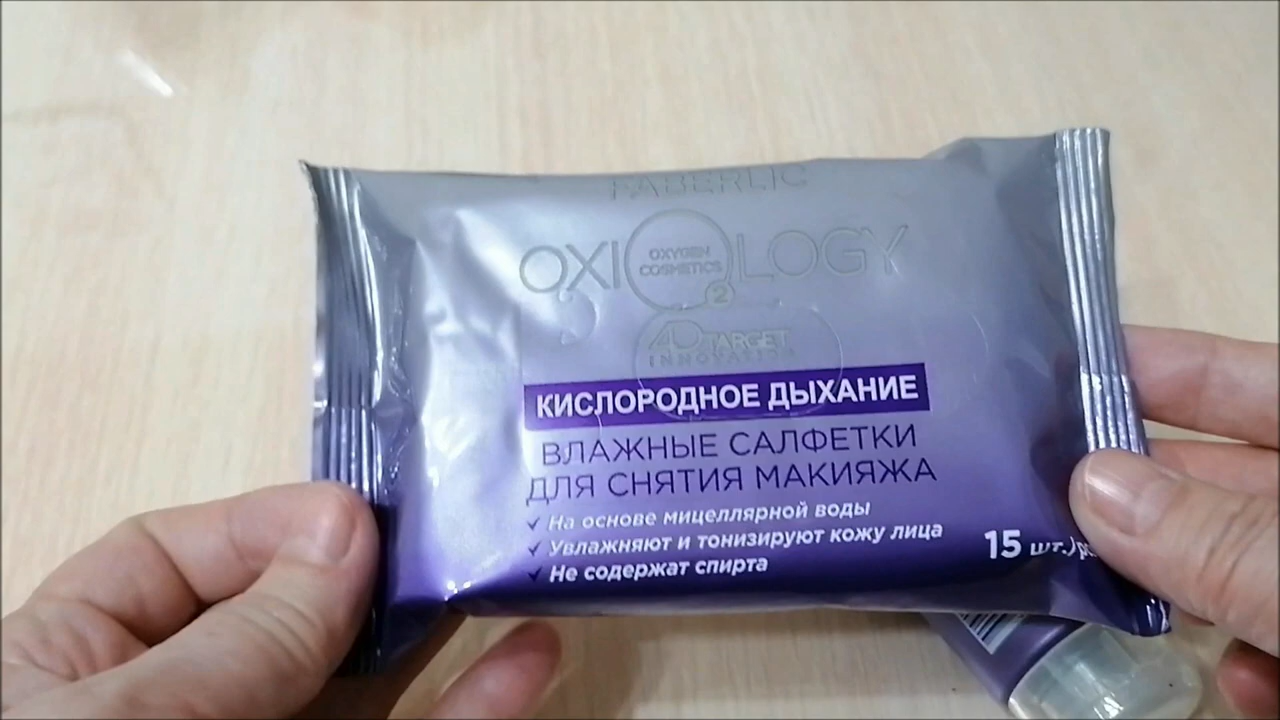 FABERLIC
OXIOLOGY
OXYGEN
COSMETICS
2
4D TARGET
INNOVATION
КИСЛОРОДНОЕ ДЫХАНИЕ
ВЛАЖНЫЕ САЛФЕТКИ
ДЛЯ СНЯТИЯ МАКИЯЖА
✓ На основе мицеллярной воды
✓ Увлажняют и тонизируют кожу лица
✓ Не содержат спирта
15 шт./